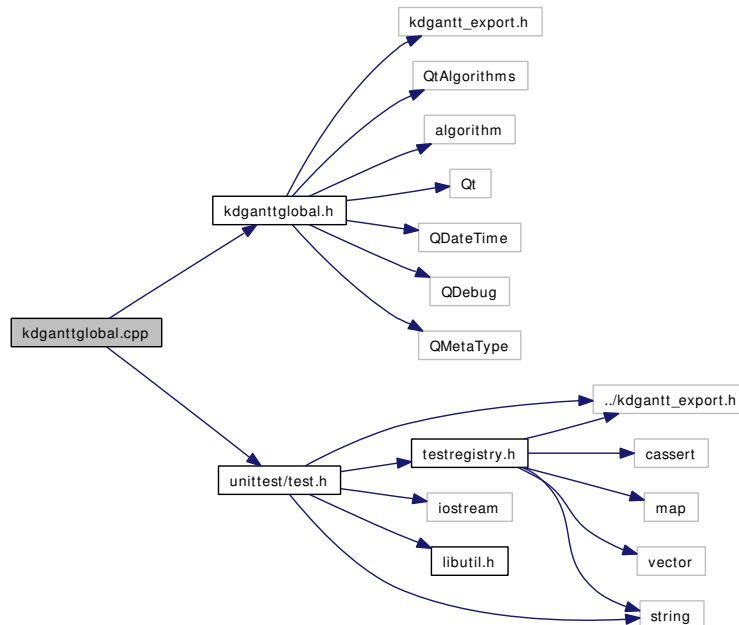 kdgantt_export.h
QtAlgorithms
algorithm
Qt
kdganttglobal.h
QDateTime
QDebug
kdganttglobal.cpp
QMetaType
../kdgantt_export.h
testregistry.h
cassert
unittest/test.h
iostream
map
libutil.h
vector
string